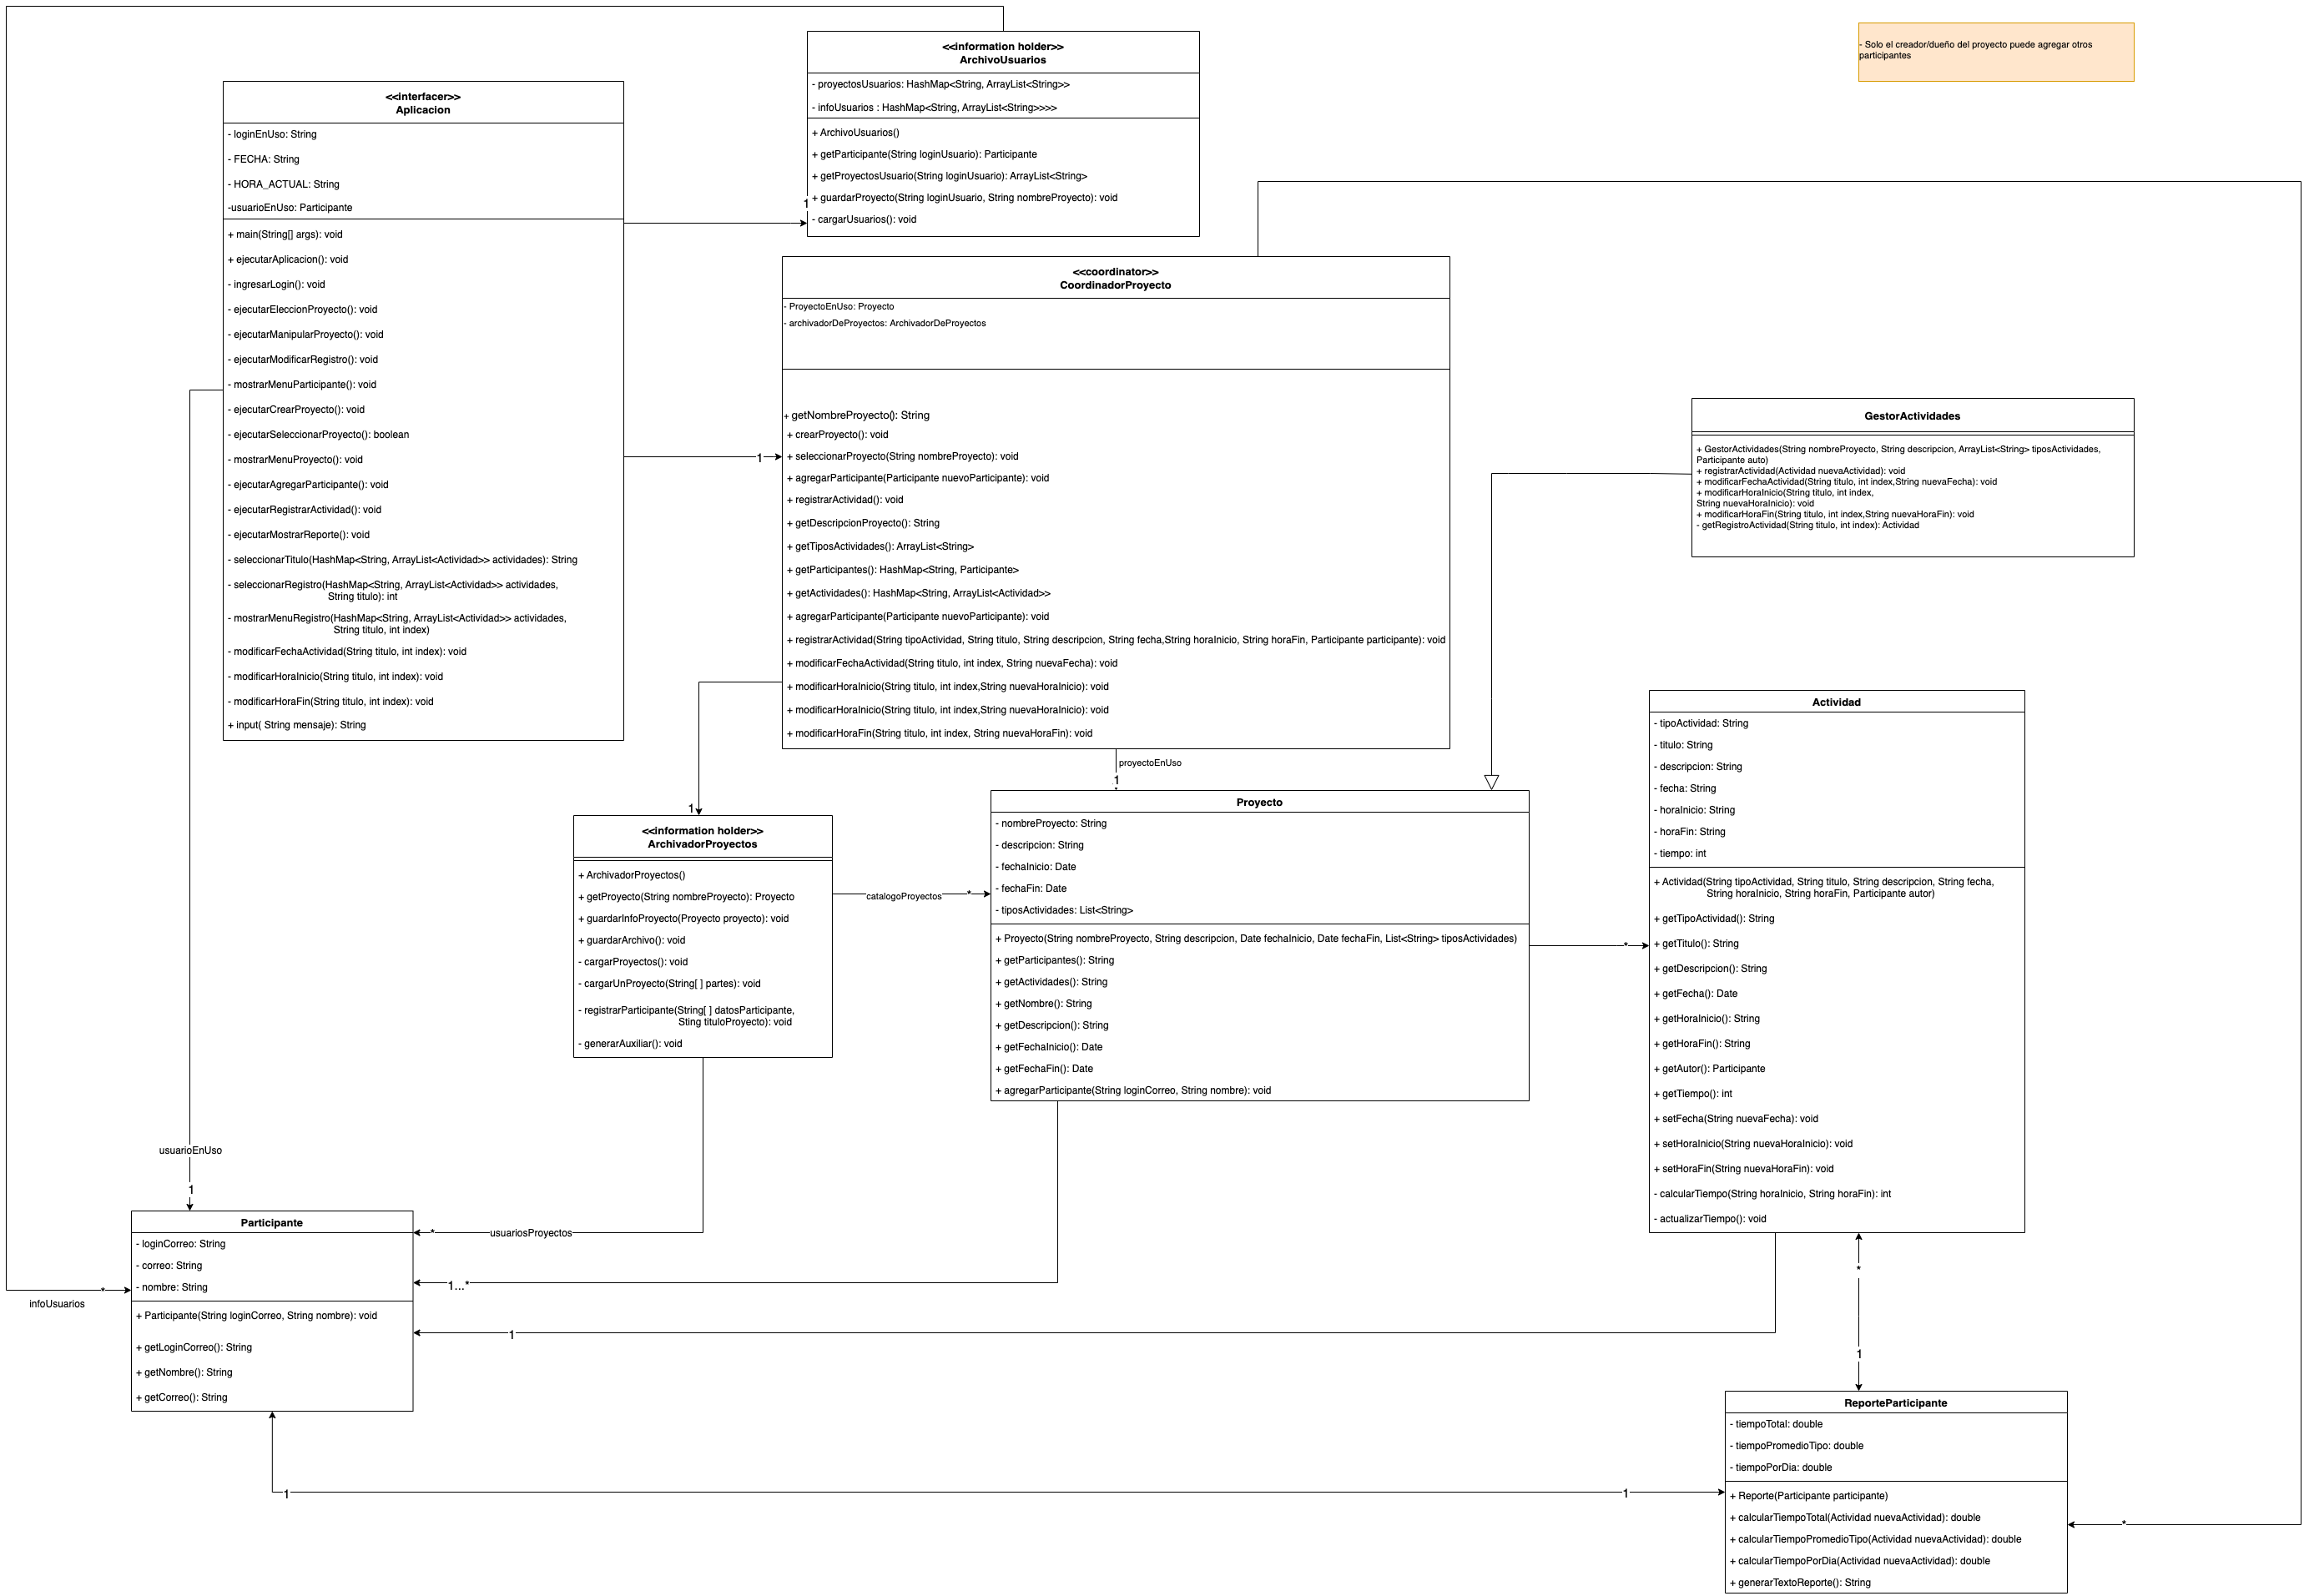 <<information holder>>
ArchivoUsuarios
- proyectosUsuarios: HashMap<String, ArrayList<String>>
- infoUsuarios : HashMap<String, ArrayList<String>>>>
+ ArchivoUsuarios()
+ getParticipante(String loginUsuario): Participante
+ getProyectosUsuario(String loginUsuario): ArrayList<String>
+ guardarProyecto(String loginUsuario, String nombreProyecto): void
- cargarUsuarios(): void
1
- Solo el creador/dueño del proyecto puede agregar otros
participantes
<<interfacer>>
Aplicacion
- loginEnUso: String
- FECHA: String
- HORA_ACTUAL: String
-usuarioEnUso: Participante
+ main(String[] args): void
+ ejecutarAplicacion(): void
- ingresarLogin(): void
- ejecutarEleccionProyecto(): void
- ejecutarManipularProyecto(): void
- ejecutarModificarRegistro(): void
- mostrarMenuParticipante(): void
- ejecutarCrearProyecto(): void
- ejecutarSeleccionarProyecto(): boolean
- mostrarMenuProyecto(): void
- ejecutarAgregarParticipante(): void
- ejecutarRegistrarActividad(): void
- ejecutarMostrarReporte(): void
- seleccionarTitulo(HashMap<String, ArrayList<Actividad>> actividades): String
- seleccionarRegistro(HashMap<String, ArrayList<Actividad>> actividades,
String titulo): int
- mostrarMenuRegistro(HashMap<String, ArrayList<Actividad>> actividades,
String titulo, int index)
- modificarFechaActividad(String titulo, int index): void
- modificarHoraInicio(String titulo, int index): void
- modificarHoraFin(String titulo, int index): void
+ input( String mensaje): String
1
<<coordinator>>
CoordinadorProyecto
- ProyectoEnUso: Proyecto
- archivadorDeProyectos: ArchivadorDeProyectos
+ getNombreProyecto(): String
+ crearProyecto(): void
+ seleccionarProyecto(String nombreProyecto): void
+ agregarParticipante(Participante nuevoParticipante): void
+ registrarActividad(): void
+ getDescripcionProyecto(): String
+ getTiposActividades(): ArrayList<String>
+ getParticipantes(): HashMap<String, Participante>
+ getActividades(): HashMap<String, ArrayList<Actividad>>
+ agregarParticipante(Participante nuevoParticipante): void
+ registrarActividad(String tipoActividad, String titulo, String descripcion, String fecha,String horaInicio, String horaFin, Participante participante): void
+ modificarFechaActividad(String titulo, int index, String nuevaFecha): void
+ modificarHoraInicio(String titulo, int index,String nuevaHoraInicio): void
+ modificarHoraInicio(String titulo, int index,String nuevaHoraInicio): void
+ modificarHoraFin(String titulo, int index, String nuevaHoraFin): void
GestorActividades
+ GestorActividades(String nombreProyecto, String descripcion, ArrayList<String> tiposActividades,
Participante auto)
+ registrarActividad(Actividad nuevaActividad): void
+ modificarFechaActividad(String titulo, int index,String nuevaFecha): void
+ modificarHoraInicio(String titulo, int index,
String nuevaHoraInicio): void
+ modificarHoraFin(String titulo, int index,String nuevaHoraFin): void
- getRegistroActividad(String titulo, int index): Actividad
proyectoEnUso
1
1
<<information holder>>
ArchivadorProyectos
+ ArchivadorProyectos()
+ getProyecto(String nombreProyecto): Proyecto
+ guardarInfoProyecto(Proyecto proyecto): void
+ guardarArchivo(): void
- cargarProyectos(): void
- cargarUnProyecto(String[ ] partes): void
- registrarParticipante(String[ ] datosParticipante,
Sting tituloProyecto): void
- generarAuxiliar(): void
catalogoProyectos
*
Proyecto
- nombreProyecto: String
- descripcion: String
- fechaInicio: Date
- fechaFin: Date
- tiposActividades: List<String>
+ Proyecto(String nombreProyecto, String descripcion, Date fechaInicio, Date fechaFin, List<String> tiposActividades)
+ getParticipantes(): String
+ getActividades(): String
+ getNombre(): String
+ getDescripcion(): String
+ getFechaInicio(): Date
+ getFechaFin(): Date
+ agregarParticipante(String loginCorreo, String nombre): void
*
Actividad
- tipoActividad: String
- titulo: String
- descripcion: String
- fecha: String
- horaInicio: String
- horaFin: String
- tiempo: int
+ Actividad(String tipoActividad, String titulo, String descripcion, String fecha,
String horaInicio, String horaFin, Participante autor)
+ getTipoActividad(): String
+ getTitulo(): String
+ getDescripcion(): String
+ getFecha(): Date
+ getHoraInicio(): String
+ getHoraFin(): String
+ getAutor(): Participante
+ getTiempo(): int
+ setFecha(String nuevaFecha): void
+ setHoraInicio(String nuevaHoraInicio): void
+ setHoraFin(String nuevaHoraFin): void
- calcularTiempo(String horaInicio, String horaFin): int
- actualizarTiempo(): void
usuarioEnUso
1
Participante
- loginCorreo: String
- correo: String
- nombre: String
+ Participante(String loginCorreo, String nombre): void
+ getLoginCorreo(): String
+ getNombre(): String
+ getCorreo(): String
*
infoUsuarios
*
usuariosProyectos
1...*
1
*
1
ReporteParticipante
- tiempoTotal: double
- tiempoPromedioTipo: double
- tiempoPorDia: double
+ Reporte(Participante participante)
+ calcularTiempoTotal(Actividad nuevaActividad): double
+ calcularTiempoPromedioTipo(Actividad nuevaActividad): double
+ calcularTiempoPorDia(Actividad nuevaActividad): double
+ generarTextoReporte(): String
1
1
*